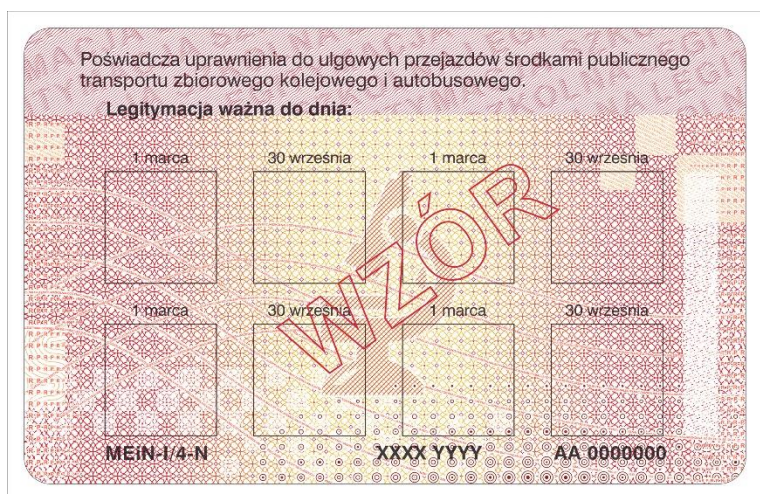 Poświadcza uprawnienia do ulgowych przejazdów środkami publicznego
transportu zbiorowego kolejowego i autobusowego.
Legitymacja ważna do dnia:
1 marca 30 września 1 marca 30 września
WZÓR
1 marca 30 września 1 marca 30 września
MEiN-I/4-N XXXX YYYY AA 0000000